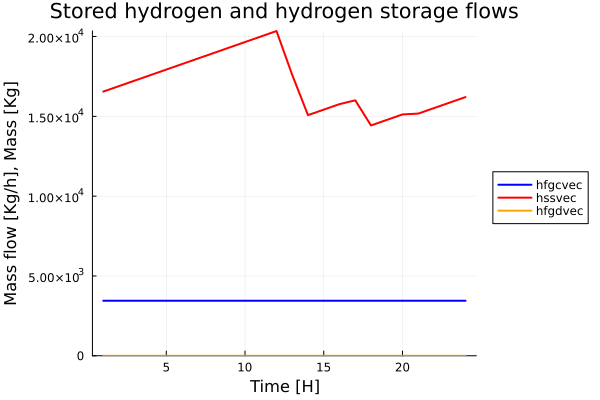 Stored hydrogen and hydrogen storage flows
Mass flow [Kg/h], Mass [Kg]
2.00×10⁴
1.50×10⁴
1.00×10⁴
5.00×10³
0
5 10 15 20
Time [H]
hfgcvec
hssvec
hfgdvec